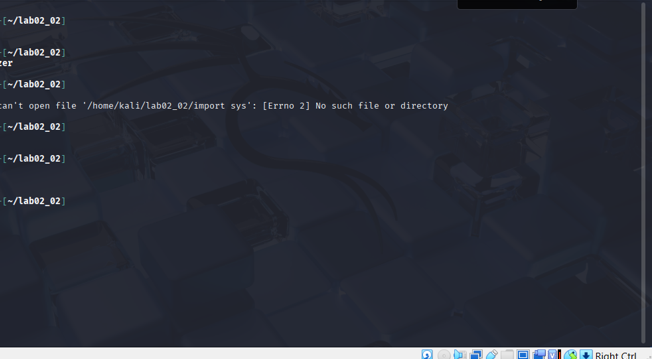 -[~/lab02_02]
-[~/lab02_02]
zer
-[~/lab02_02]
can't open file '/home/kali/lab02_02/import sys': [Errno 2] No such file or directory
-[~/lab02_02]
-[~/lab02_02]
-[~/lab02_02]
Right Ctrl